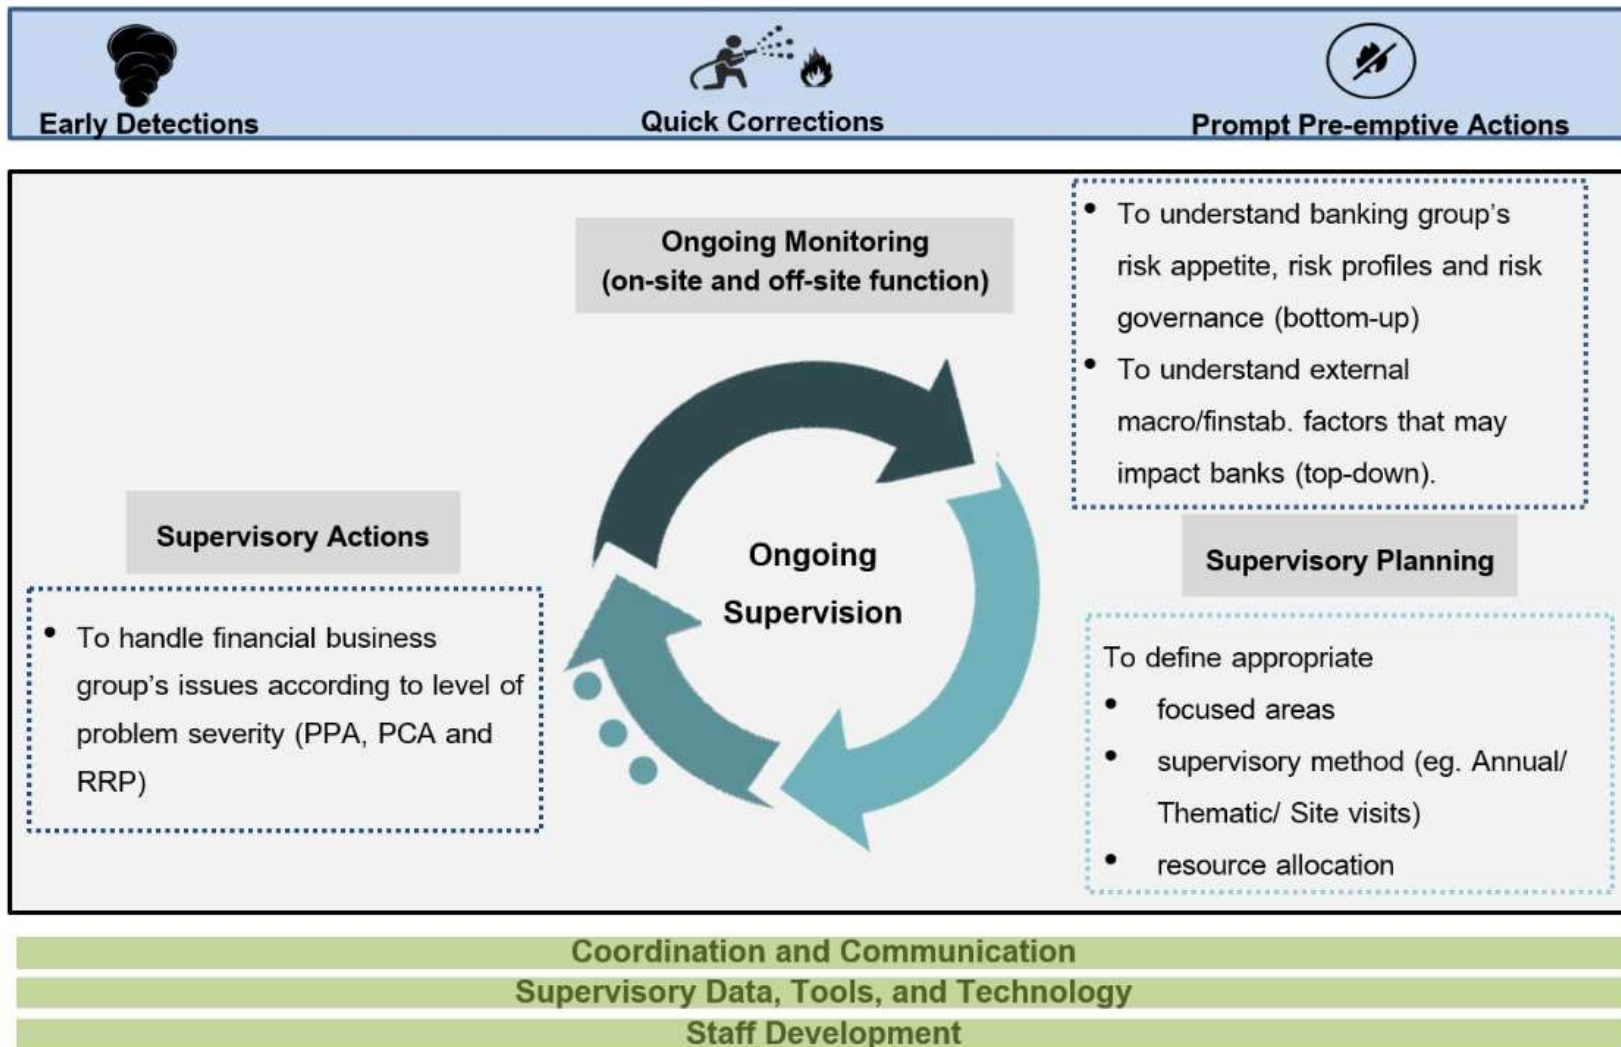 Early Detections
Quick Corrections
Prompt Pre-emptive Actions
Ongoing Monitoring
(on-site and off-site function)
• To understand banking group's
risk appetite, risk profiles and risk
governance (bottom-up)
• To understand external
macro/finstab. factors that may
impact banks (top-down).
Supervisory Actions
• To handle financial business
group's issues according to level of
problem severity (PPA, PCA and
RRP)
Ongoing
Supervision
Supervisory Planning
To define appropriate
• focused areas
• supervisory method (eg. Annual/
Thematic/ Site visits)
• resource allocation
Coordination and Communication
Supervisory Data, Tools, and Technology
Staff Development